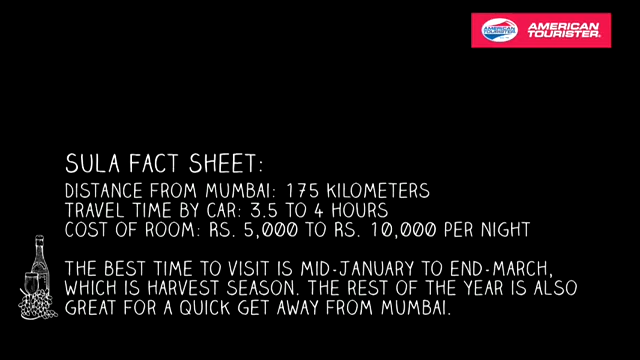 AMERICAN
TOURISTER
AMERICAN
TOURISTER®
SULA FACT SHEET:
DISTANCE FROM MUMBAI: 175 KILOMETERS
TRAVEL TIME BY CAR: 3.5 TO 4 HOURS
COST OF ROOM: RS. 5,000 TO RS. 10,000 PER NIGHT
THE BEST TIME TO VISIT IS MID-JANUARY TO END-MARCH,
WHICH IS HARVEST SEASON. THE REST OF THE YEAR IS ALSO
GREAT FOR A QUICK GET AWAY FROM MUMBAI.